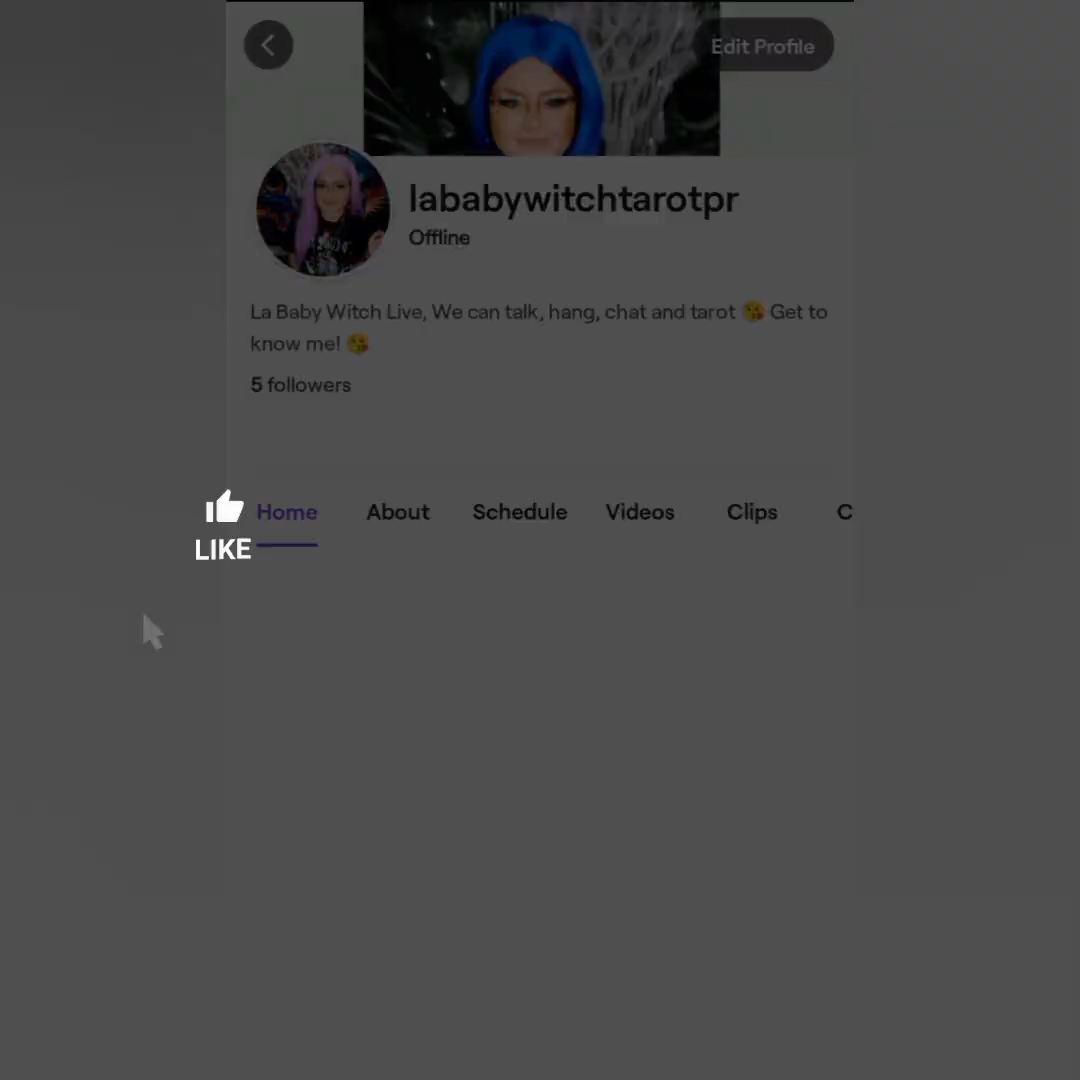 Edit Profile
lababywitchtarotpr
Offline
La Baby Witch Live, We can talk, hang, chat and tarot 😘 Get to
know me! 😘
5 followers
LIKE
Home About Schedule Videos Clips C